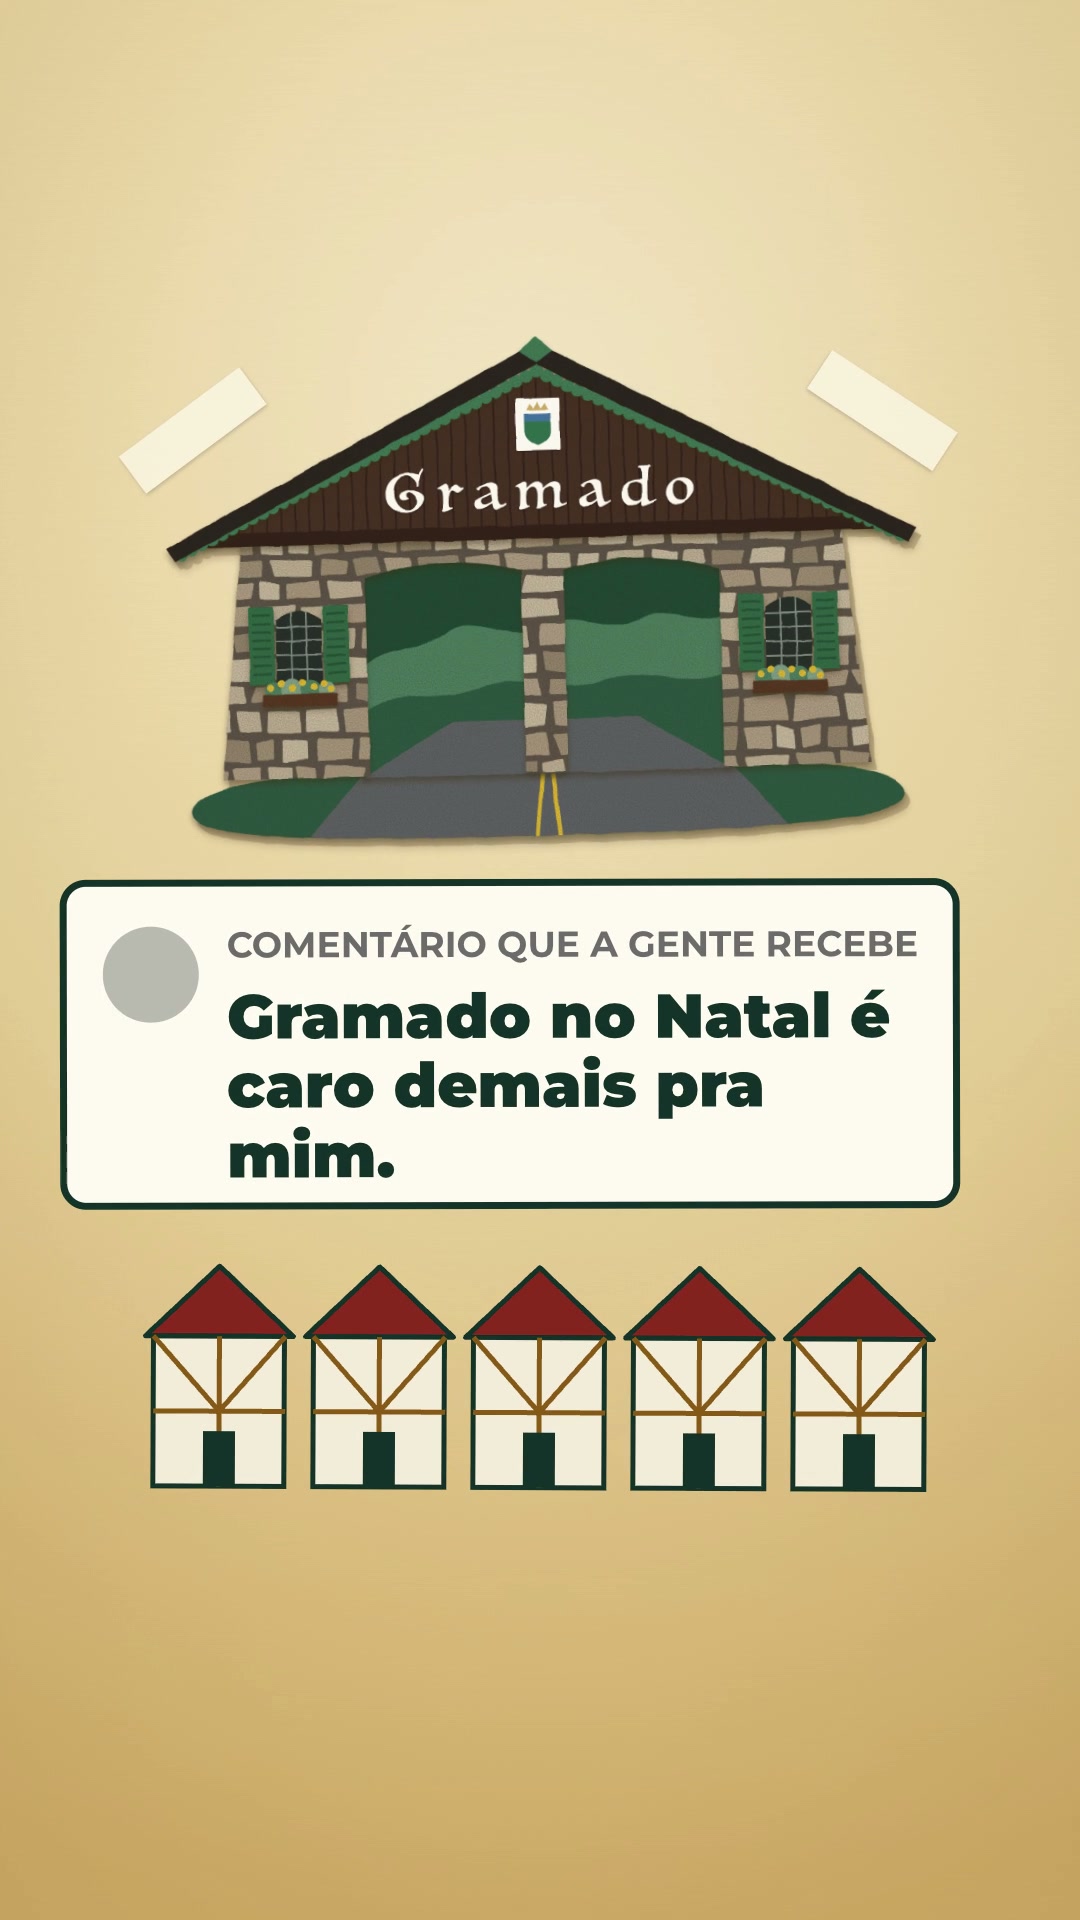 Gramado
COMENTÁRIO QUE A GENTE RECEBE
Gramado no Natal é
caro demais pra
mim.